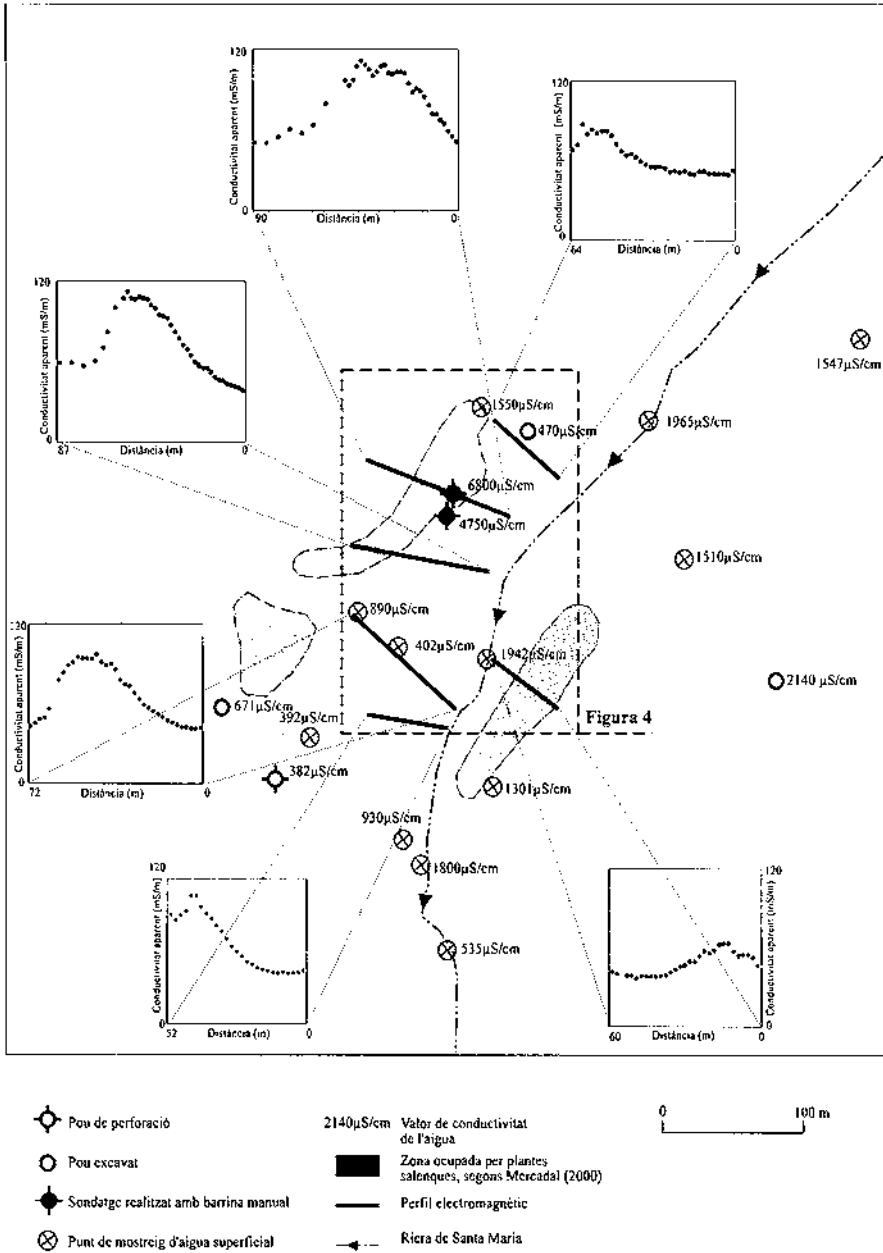 120
Conductivitat aparent (mS/m)
90
Distància (m)
0
120
Conductivitat aparent (mS/m)
0
64
Distància (m)
0
120
Conductivitat aparent (mS/m)
0
87
Distància (m)
0
1547µS/cm
1550µS/cm
470µS/cm
1965µS/cm
6800µS/cm
4750µS/cm
1510µS/cm
120
Conductivitat aparent (mS/m)
0
72
Distància (m)
0
890µS/cm
402µS/cm
1942µS/cm
2140 µS/cm
671µS/cm
392µS/cm
382µS/cm
Figura 4
1301µS/cm
930µS/cm
1800µS/cm
535µS/cm
120
Conductivitat aparent (mS/m)
0
52
Distància (m)
0
120
Conductivitat aparent (mS/m)
0
60
Distància (m)
0
Pou de perforació
Pou excavat
Sondatge realitzat amb barrina manual
Punt de mostreig d'aigua superficial
2140µS/cm Valor de conductivitat
de l'aigua
Zona ocupada per plantes
salenques, segons Mercadal (2000)
Perfil electromagnètic
Riera de Santa Maria
0 100 m